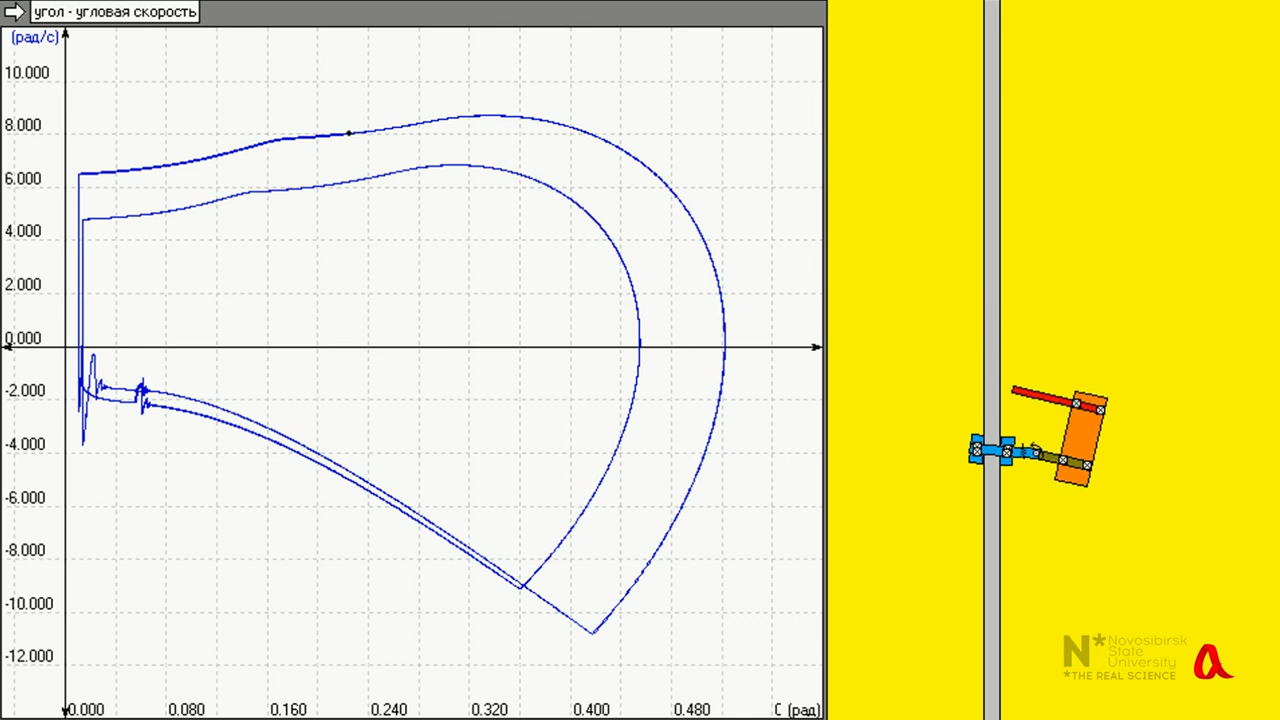 угол - угловая скорость
(рад/с)
10.000
8.000
6.000
4.000
2.000
0.000
-2.000
-4.000
-6.000
-8.000
-10.000
-12.000
0.000 0.080 0.160 0.240 0.320 0.400 0.480 (рад)
N* Novosibirsk
State
University
*THE REAL SCIENCE